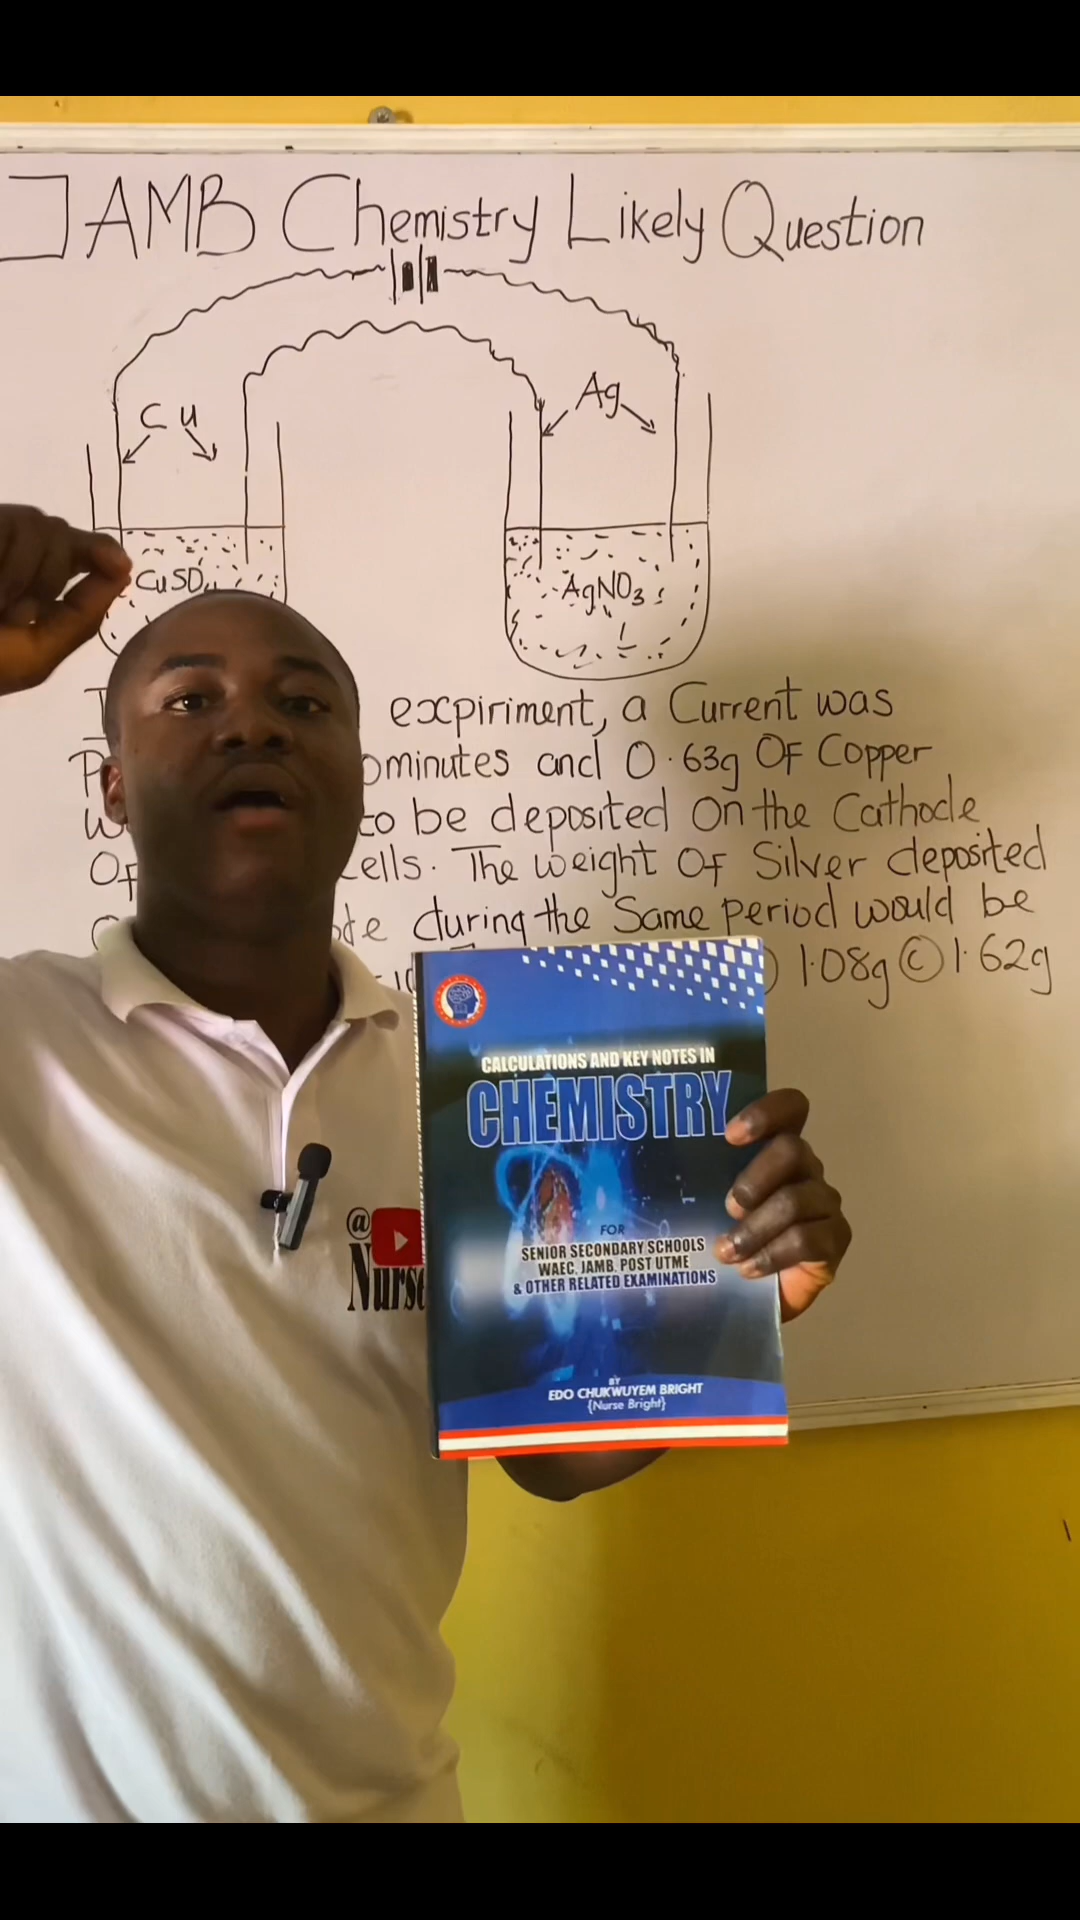 JAMB Chemistry Likely Question
Cu
Ag
CuSO4
AgNO3
expiriment, a Current was
minutes and 0.63g Of Copper
to be deposited On the Cathode
Of cells. The weight Of Silver deposited
during the Same period would be
1.08g (c) 1.62g
CALCULATIONS AND KEY NOTES IN
CHEMISTRY
FOR
SENIOR SECONDARY SCHOOLS
WAEC, JAMB, POST UTME
& OTHER RELATED EXAMINATIONS
BY
EDO CHUKWUYEM BRIGHT
{Nurse Bright}
@
Nurse